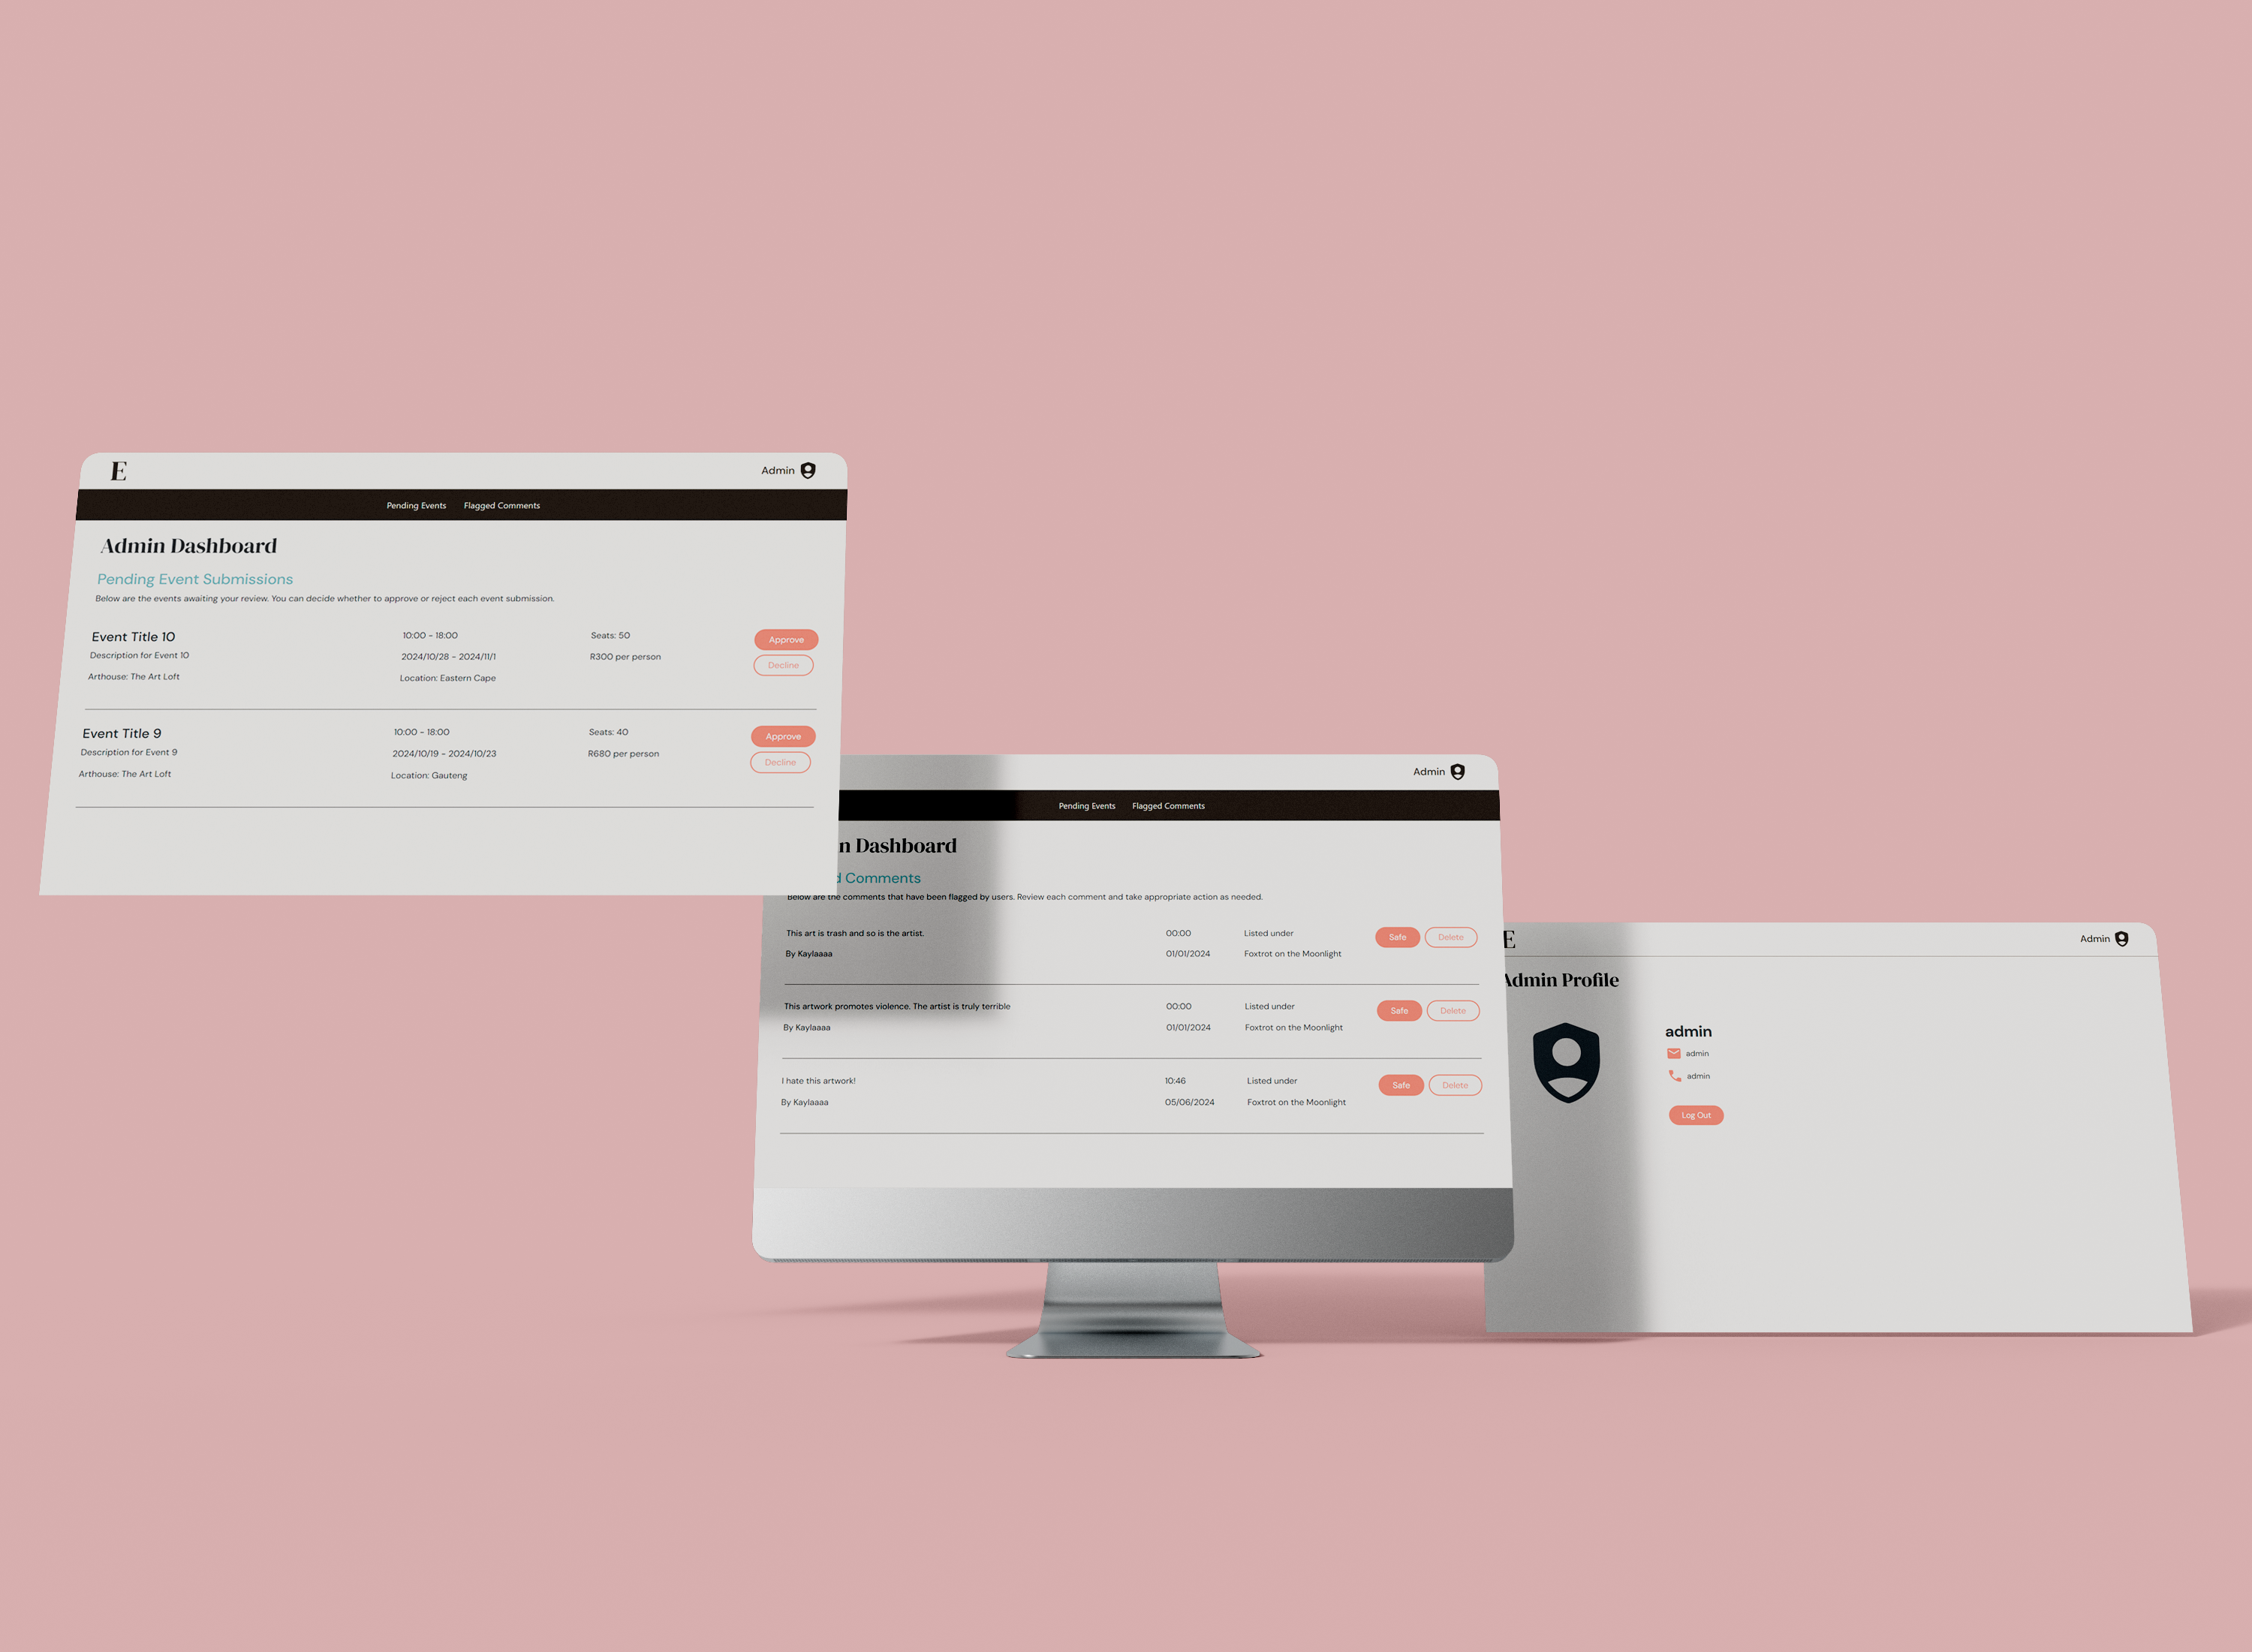 E
Admin
Pending Events Flagged Comments
Admin Dashboard
Pending Event Submissions
Below are the events awaiting your review. You can decide whether to approve or reject each event submission.
Event Title 10
Description for Event 10
Arthouse: The Art Loft
10:00 - 18:00
2024/10/28 - 2024/11/1
Location: Eastern Cape
Seats: 50
R300 per person
Approve
Decline
Event Title 9
Description for Event 9
Arthouse: The Art Loft
10:00 - 18:00
2024/10/19 - 2024/10/23
Location: Gauteng
Seats: 40
R680 per person
Approve
Decline
Admin
Pending Events Flagged Comments
n Dashboard
d Comments
Below are the comments that have been flagged by users. Review each comment and take appropriate action as needed.
This art is trash and so is the artist.
By Kaylaaaa
00:00
01/01/2024
Listed under
Foxtrot on the Moonlight
Safe
Delete
This artwork promotes violence. The artist is truly terrible
By Kaylaaaa
00:00
01/01/2024
Listed under
Foxtrot on the Moonlight
Safe
Delete
I hate this artwork!
By Kaylaaaa
10:46
05/06/2024
Listed under
Foxtrot on the Moonlight
Safe
Delete
E
Admin
Admin Profile
admin
admin
admin
Log Out